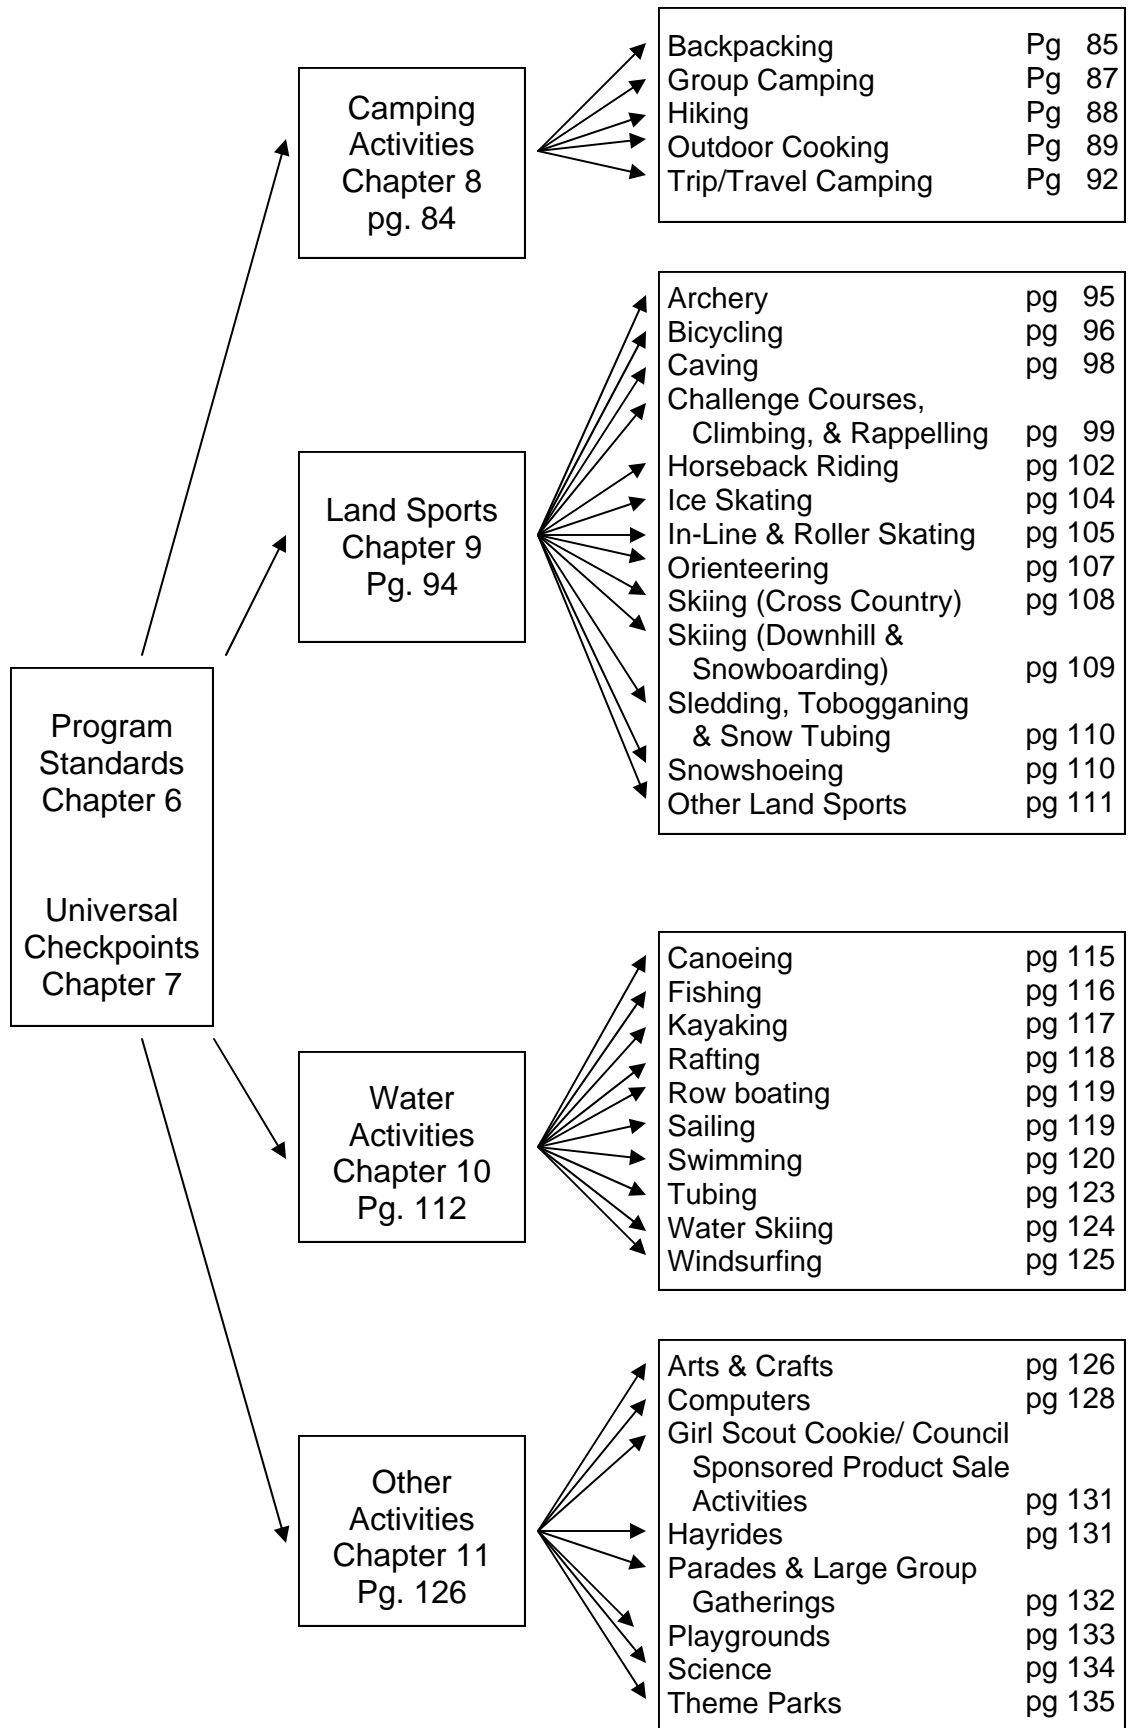 Program
Standards
Chapter 6
Universal
Checkpoints
Chapter 7
Camping
Activities
Chapter 8
pg. 84
Backpacking Pg 85
Group Camping Pg 87
Hiking Pg 88
Outdoor Cooking Pg 89
Trip/Travel Camping Pg 92
Land Sports
Chapter 9
Pg. 94
Archery pg 95
Bicycling pg 96
Caving pg 98
Challenge Courses,
Climbing, & Rappelling pg 99
Horseback Riding pg 102
Ice Skating pg 104
In-Line & Roller Skating pg 105
Orienteering pg 107
Skiing (Cross Country) pg 108
Skiing (Downhill &
Snowboarding) pg 109
Sledding, Tobogganing
& Snow Tubing pg 110
Snowshoeing pg 110
Other Land Sports pg 111
Water
Activities
Chapter 10
Pg. 112
Canoeing pg 115
Fishing pg 116
Kayaking pg 117
Rafting pg 118
Row boating pg 119
Sailing pg 119
Swimming pg 120
Tubing pg 123
Water Skiing pg 124
Windsurfing pg 125
Other
Activities
Chapter 11
Pg. 126
Arts & Crafts pg 126
Computers pg 128
Girl Scout Cookie/ Council
Sponsored Product Sale
Activities pg 131
Hayrides pg 131
Parades & Large Group
Gatherings pg 132
Playgrounds pg 133
Science pg 134
Theme Parks pg 135